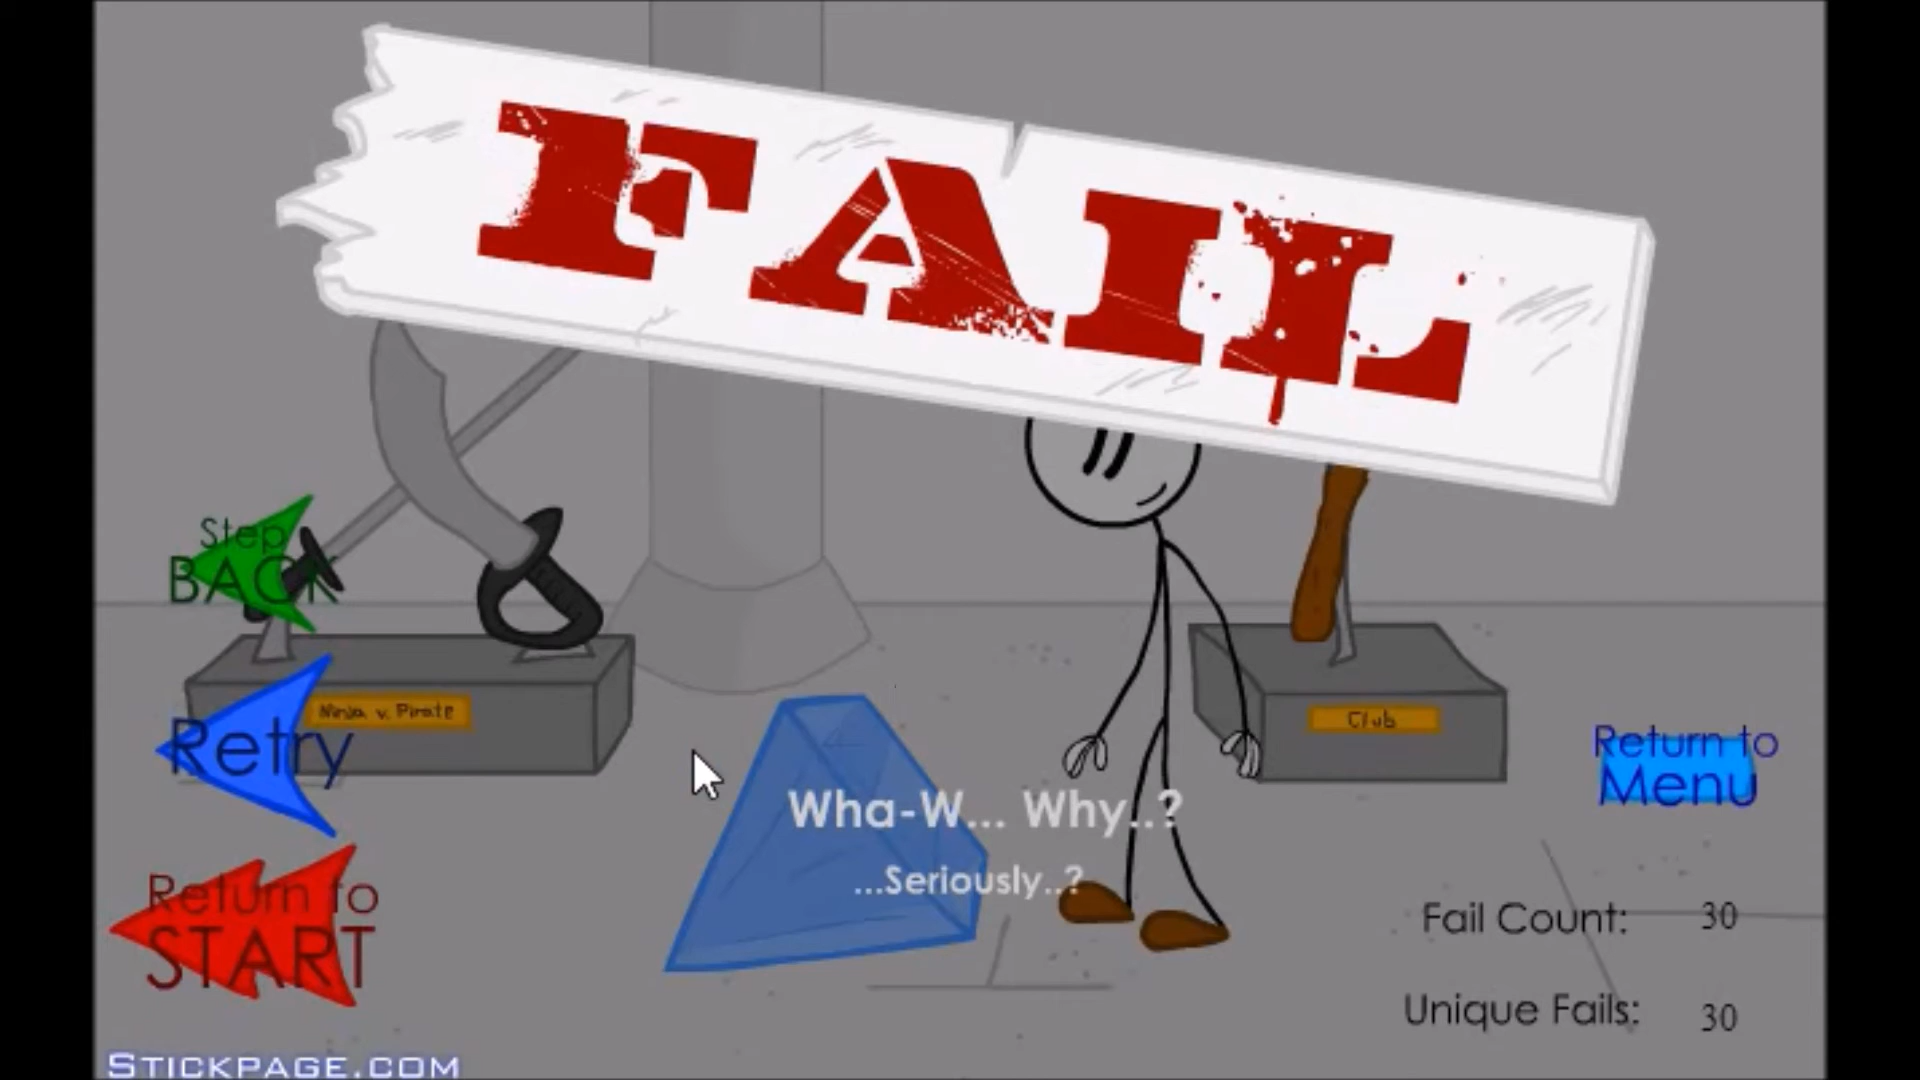 FAIL
Step
BACK
Ninja v. Pirate
Club
Retry
Return to
Menu
Wha-W... Why..?
...Seriously..?
Return to
START
Fail Count: 30
Unique Fails: 30
STICKPAGE.COM